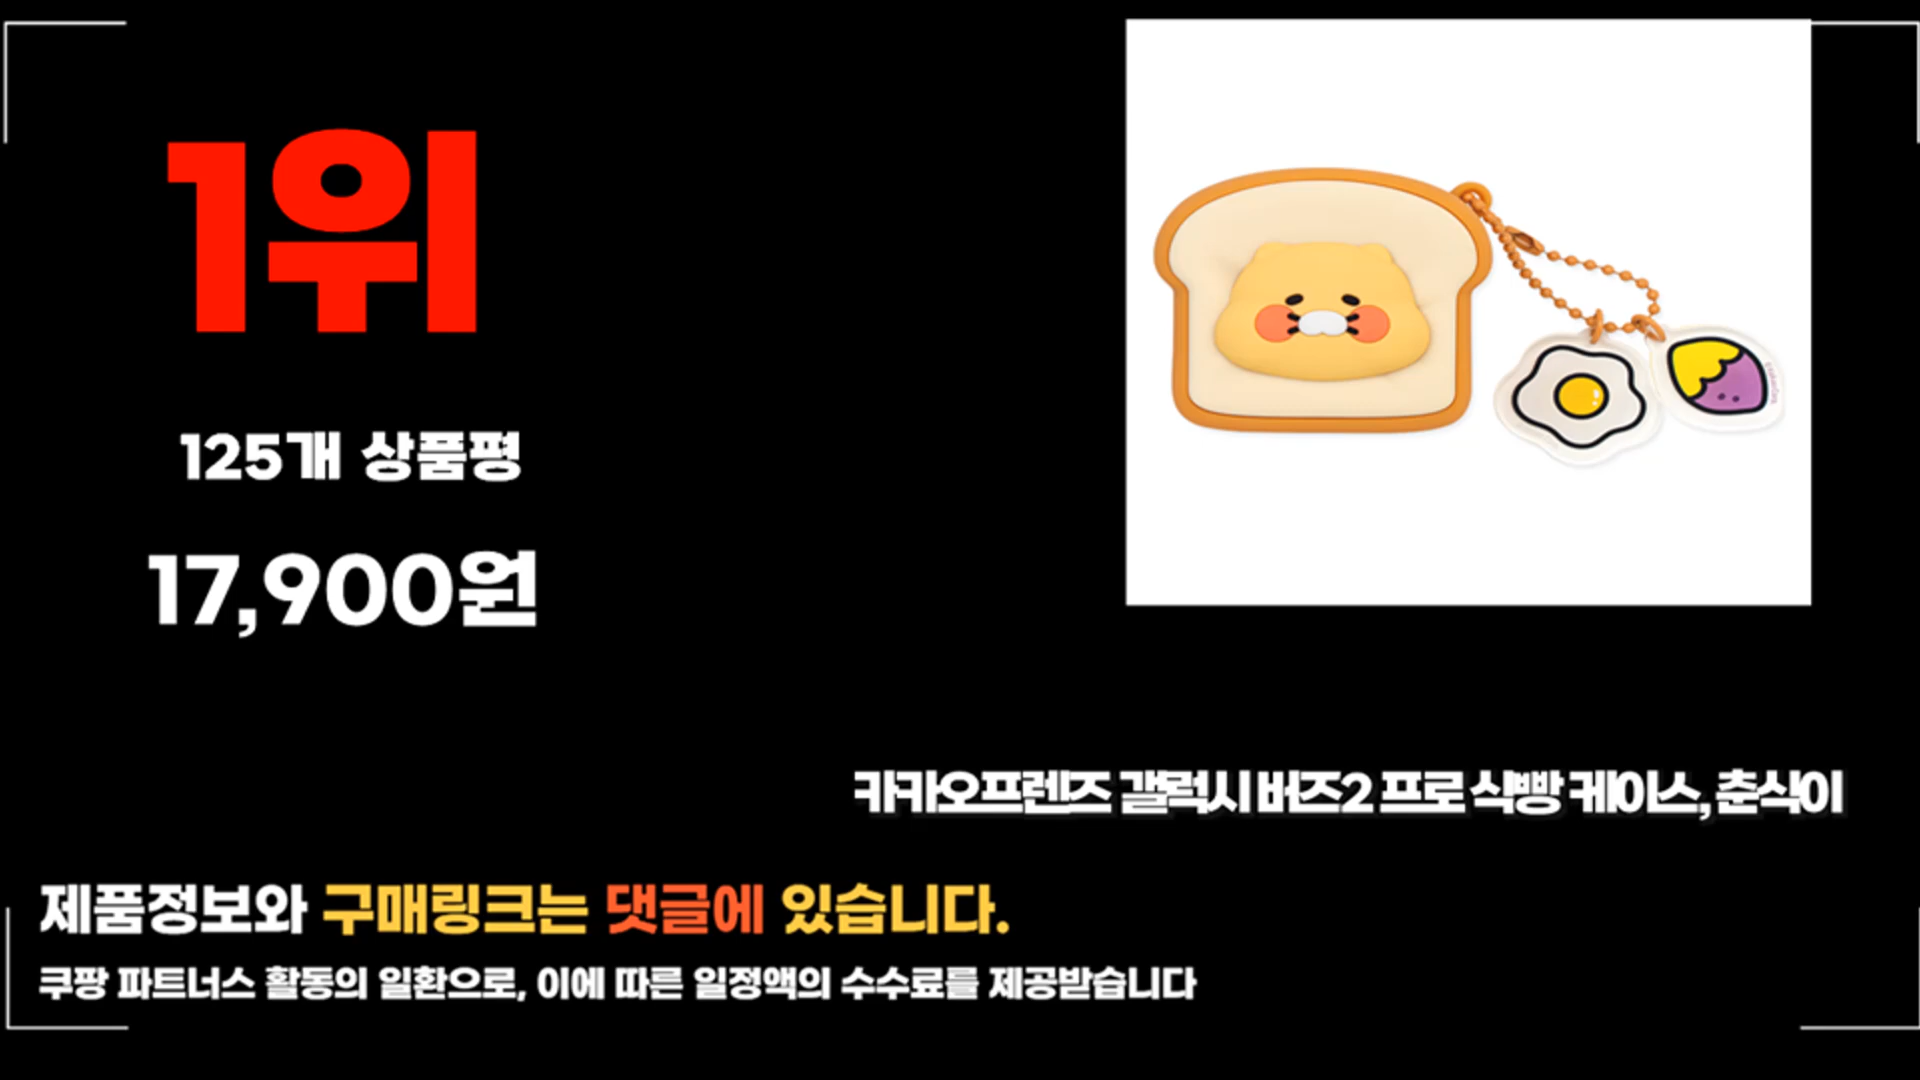 1위
125개 상품평
17,900원
카카오프렌즈 갤럭시 버즈2 프로 식빵 케이스, 춘식이
제품정보와 구매링크는 댓글에 있습니다.
쿠팡 파트너스 활동의 일환으로, 이에 따른 일정액의 수수료를 제공받습니다